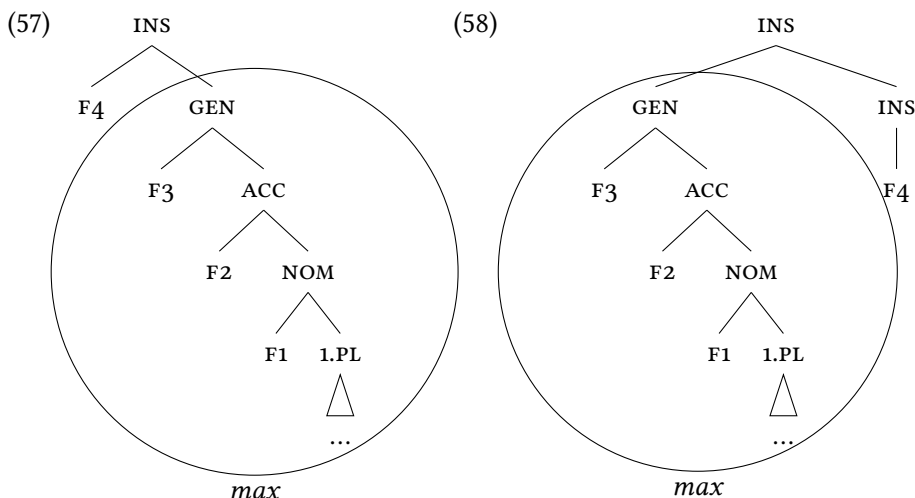 (57) INS (58) INS
F4 GEN GEN INS
F3 ACC F3 ACC F4
F2 NOM F2 NOM
F1 1.PL F1 1.PL
... ...
max max